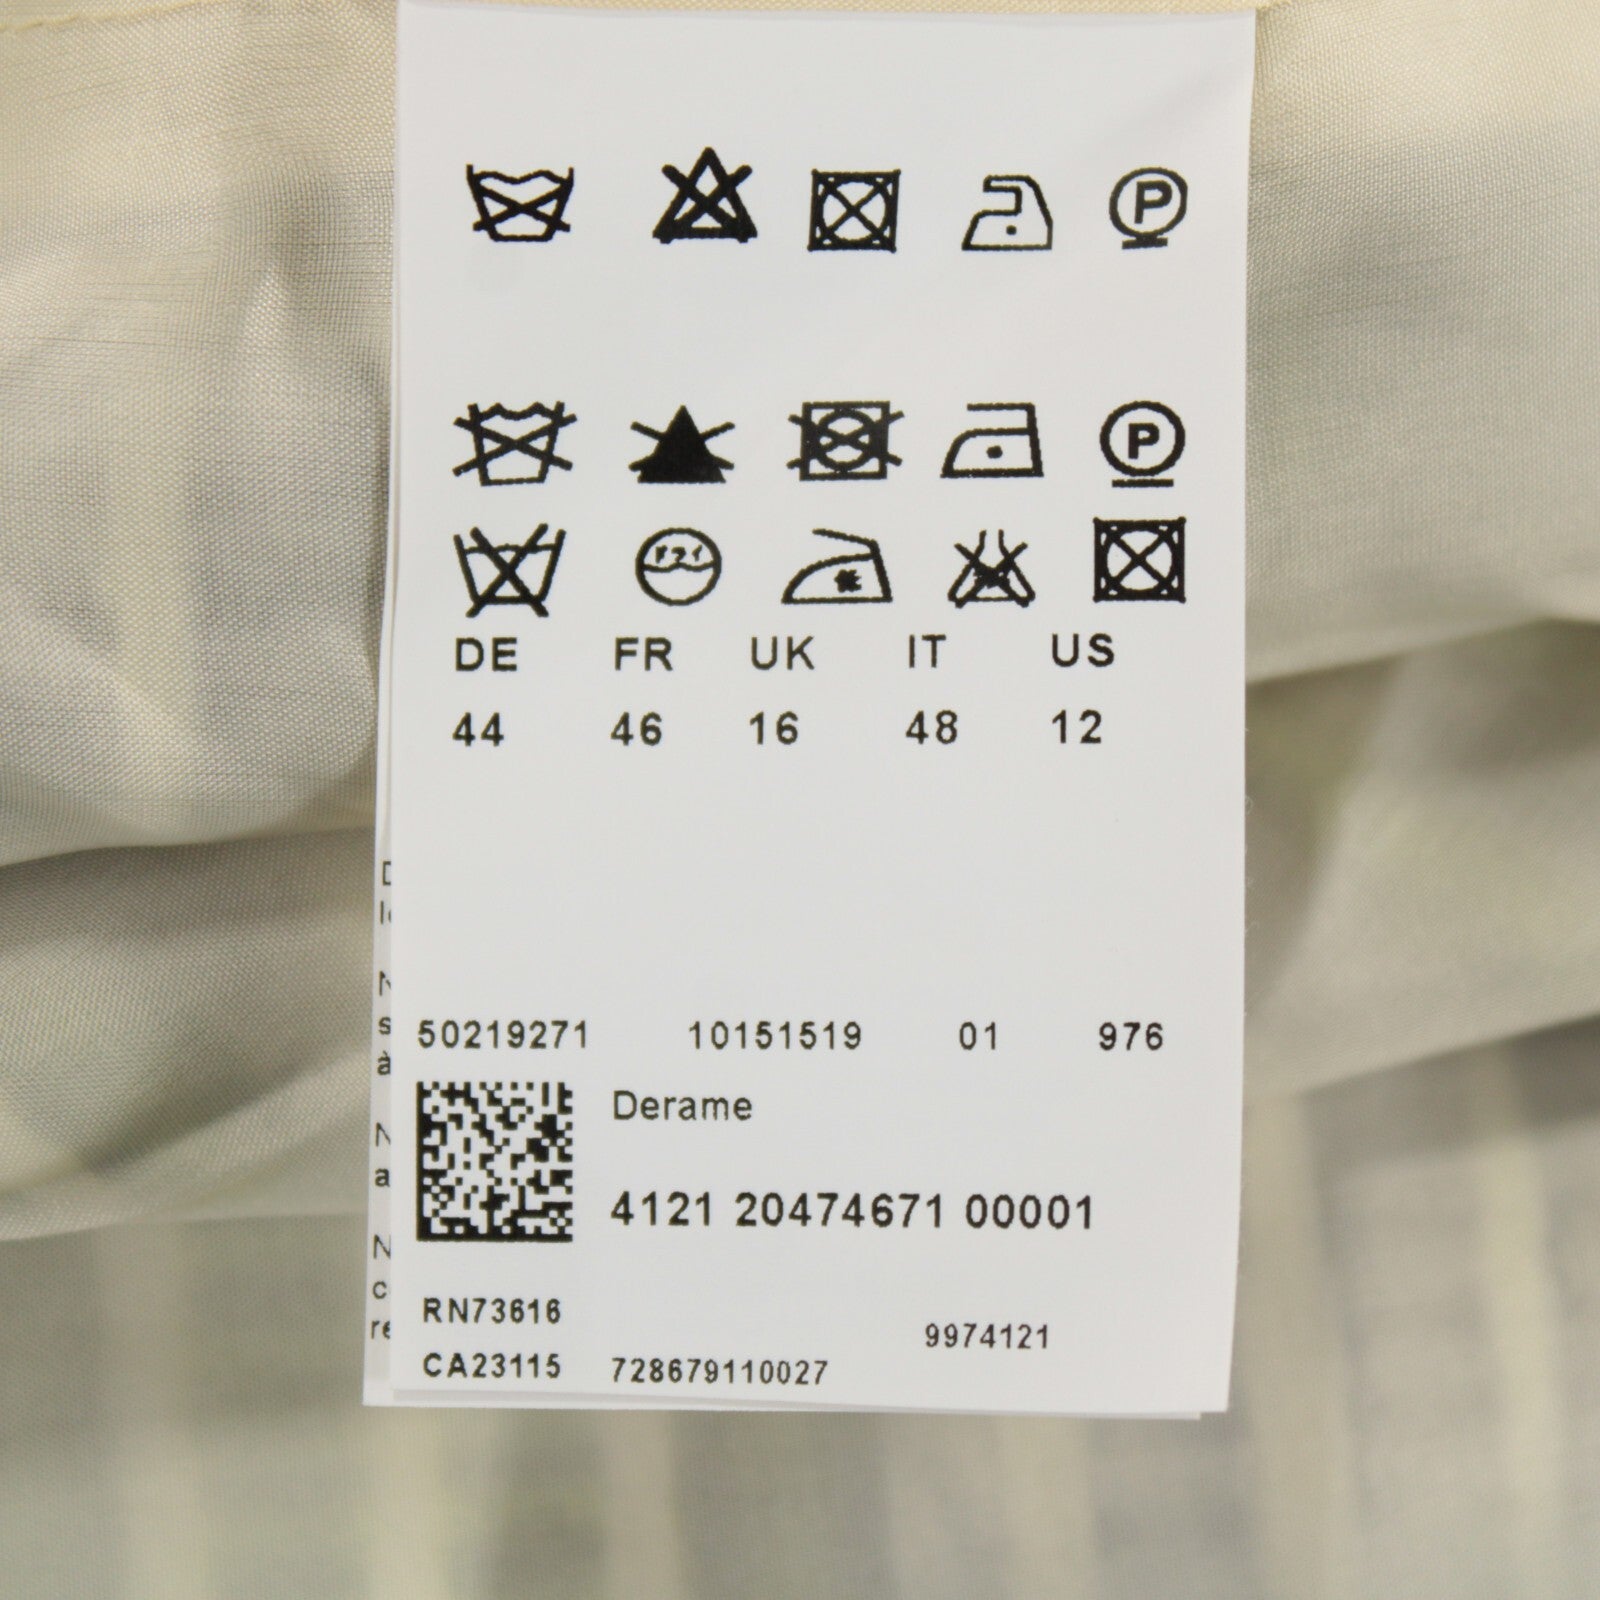 P
P
DE FR UK IT US
44 46 16 48 12
50219271 10151519 01 976
Derame
4121 20474671 00001
RN73616
9974121
CA23115 728679110027